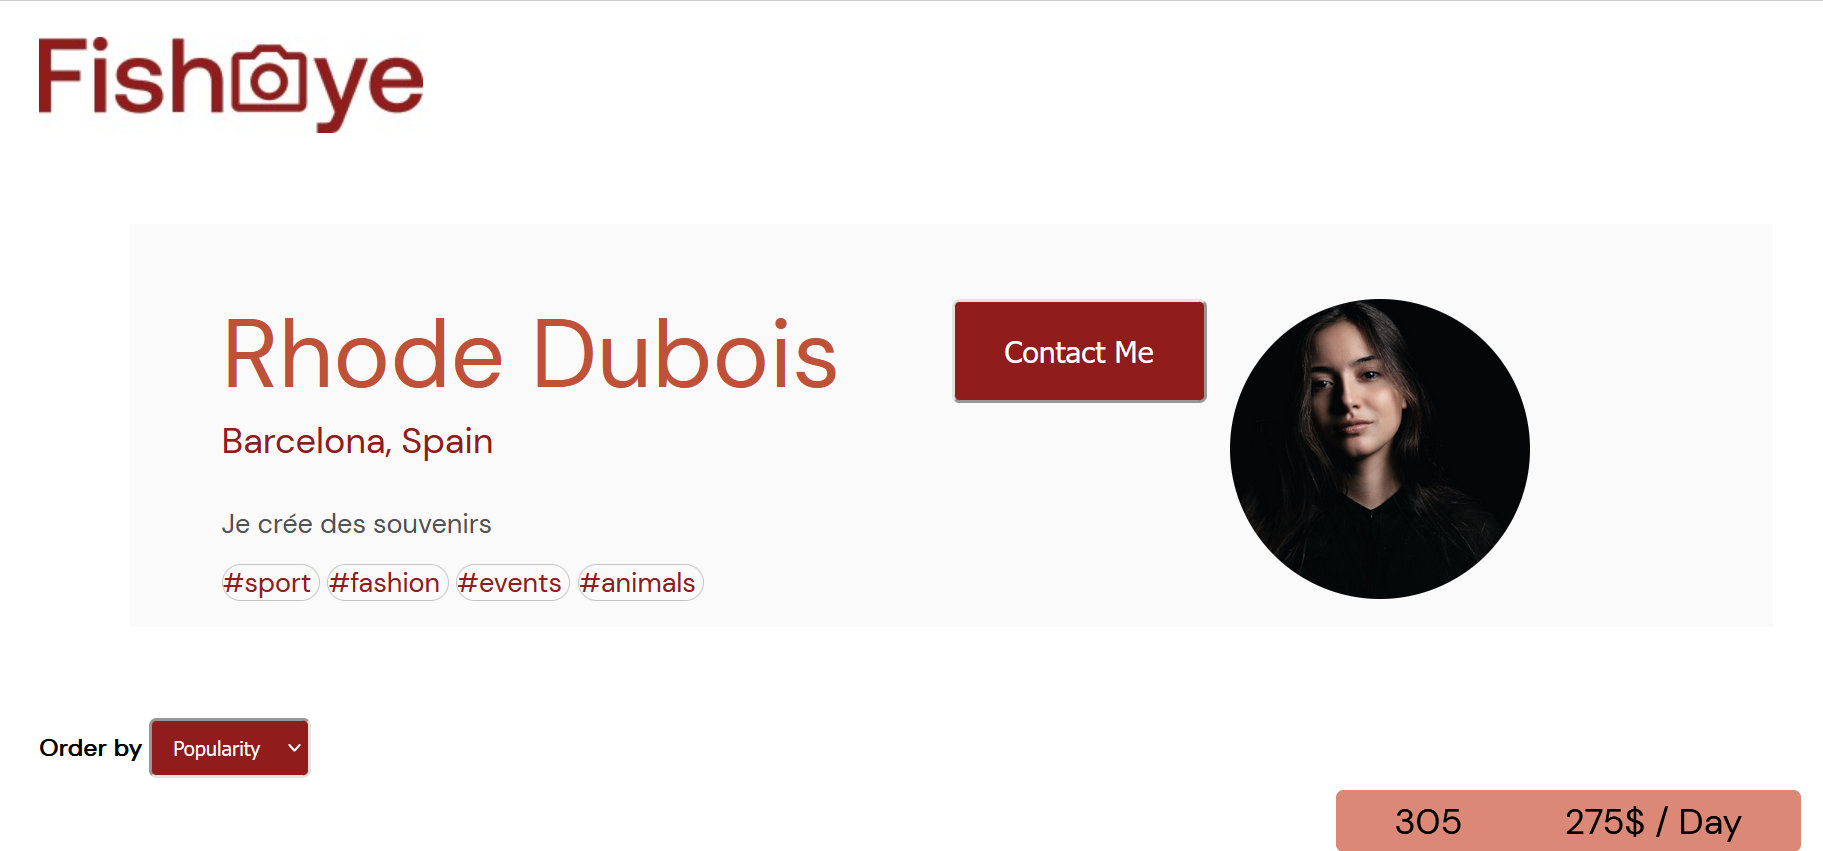 Fisheye
Rhode Dubois
Contact Me
Barcelona, Spain
Je crée des souvenirs
#sport #fashion #events #animals
Order by Popularity
305 275$ / Day